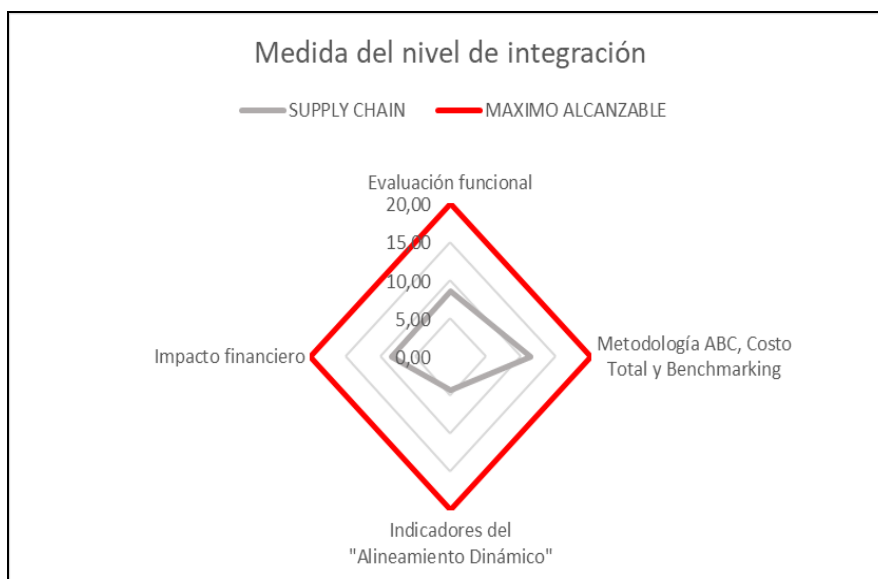 Medida del nivel de integración
SUPPLY CHAIN
MAXIMO ALCANZABLE
Evaluación funcional
20,00
15,00
10,00
5,00
0,00
Impacto financiero
Metodología ABC, Costo
Total y Benchmarking
Indicadores del
"Alineamiento Dinámico"